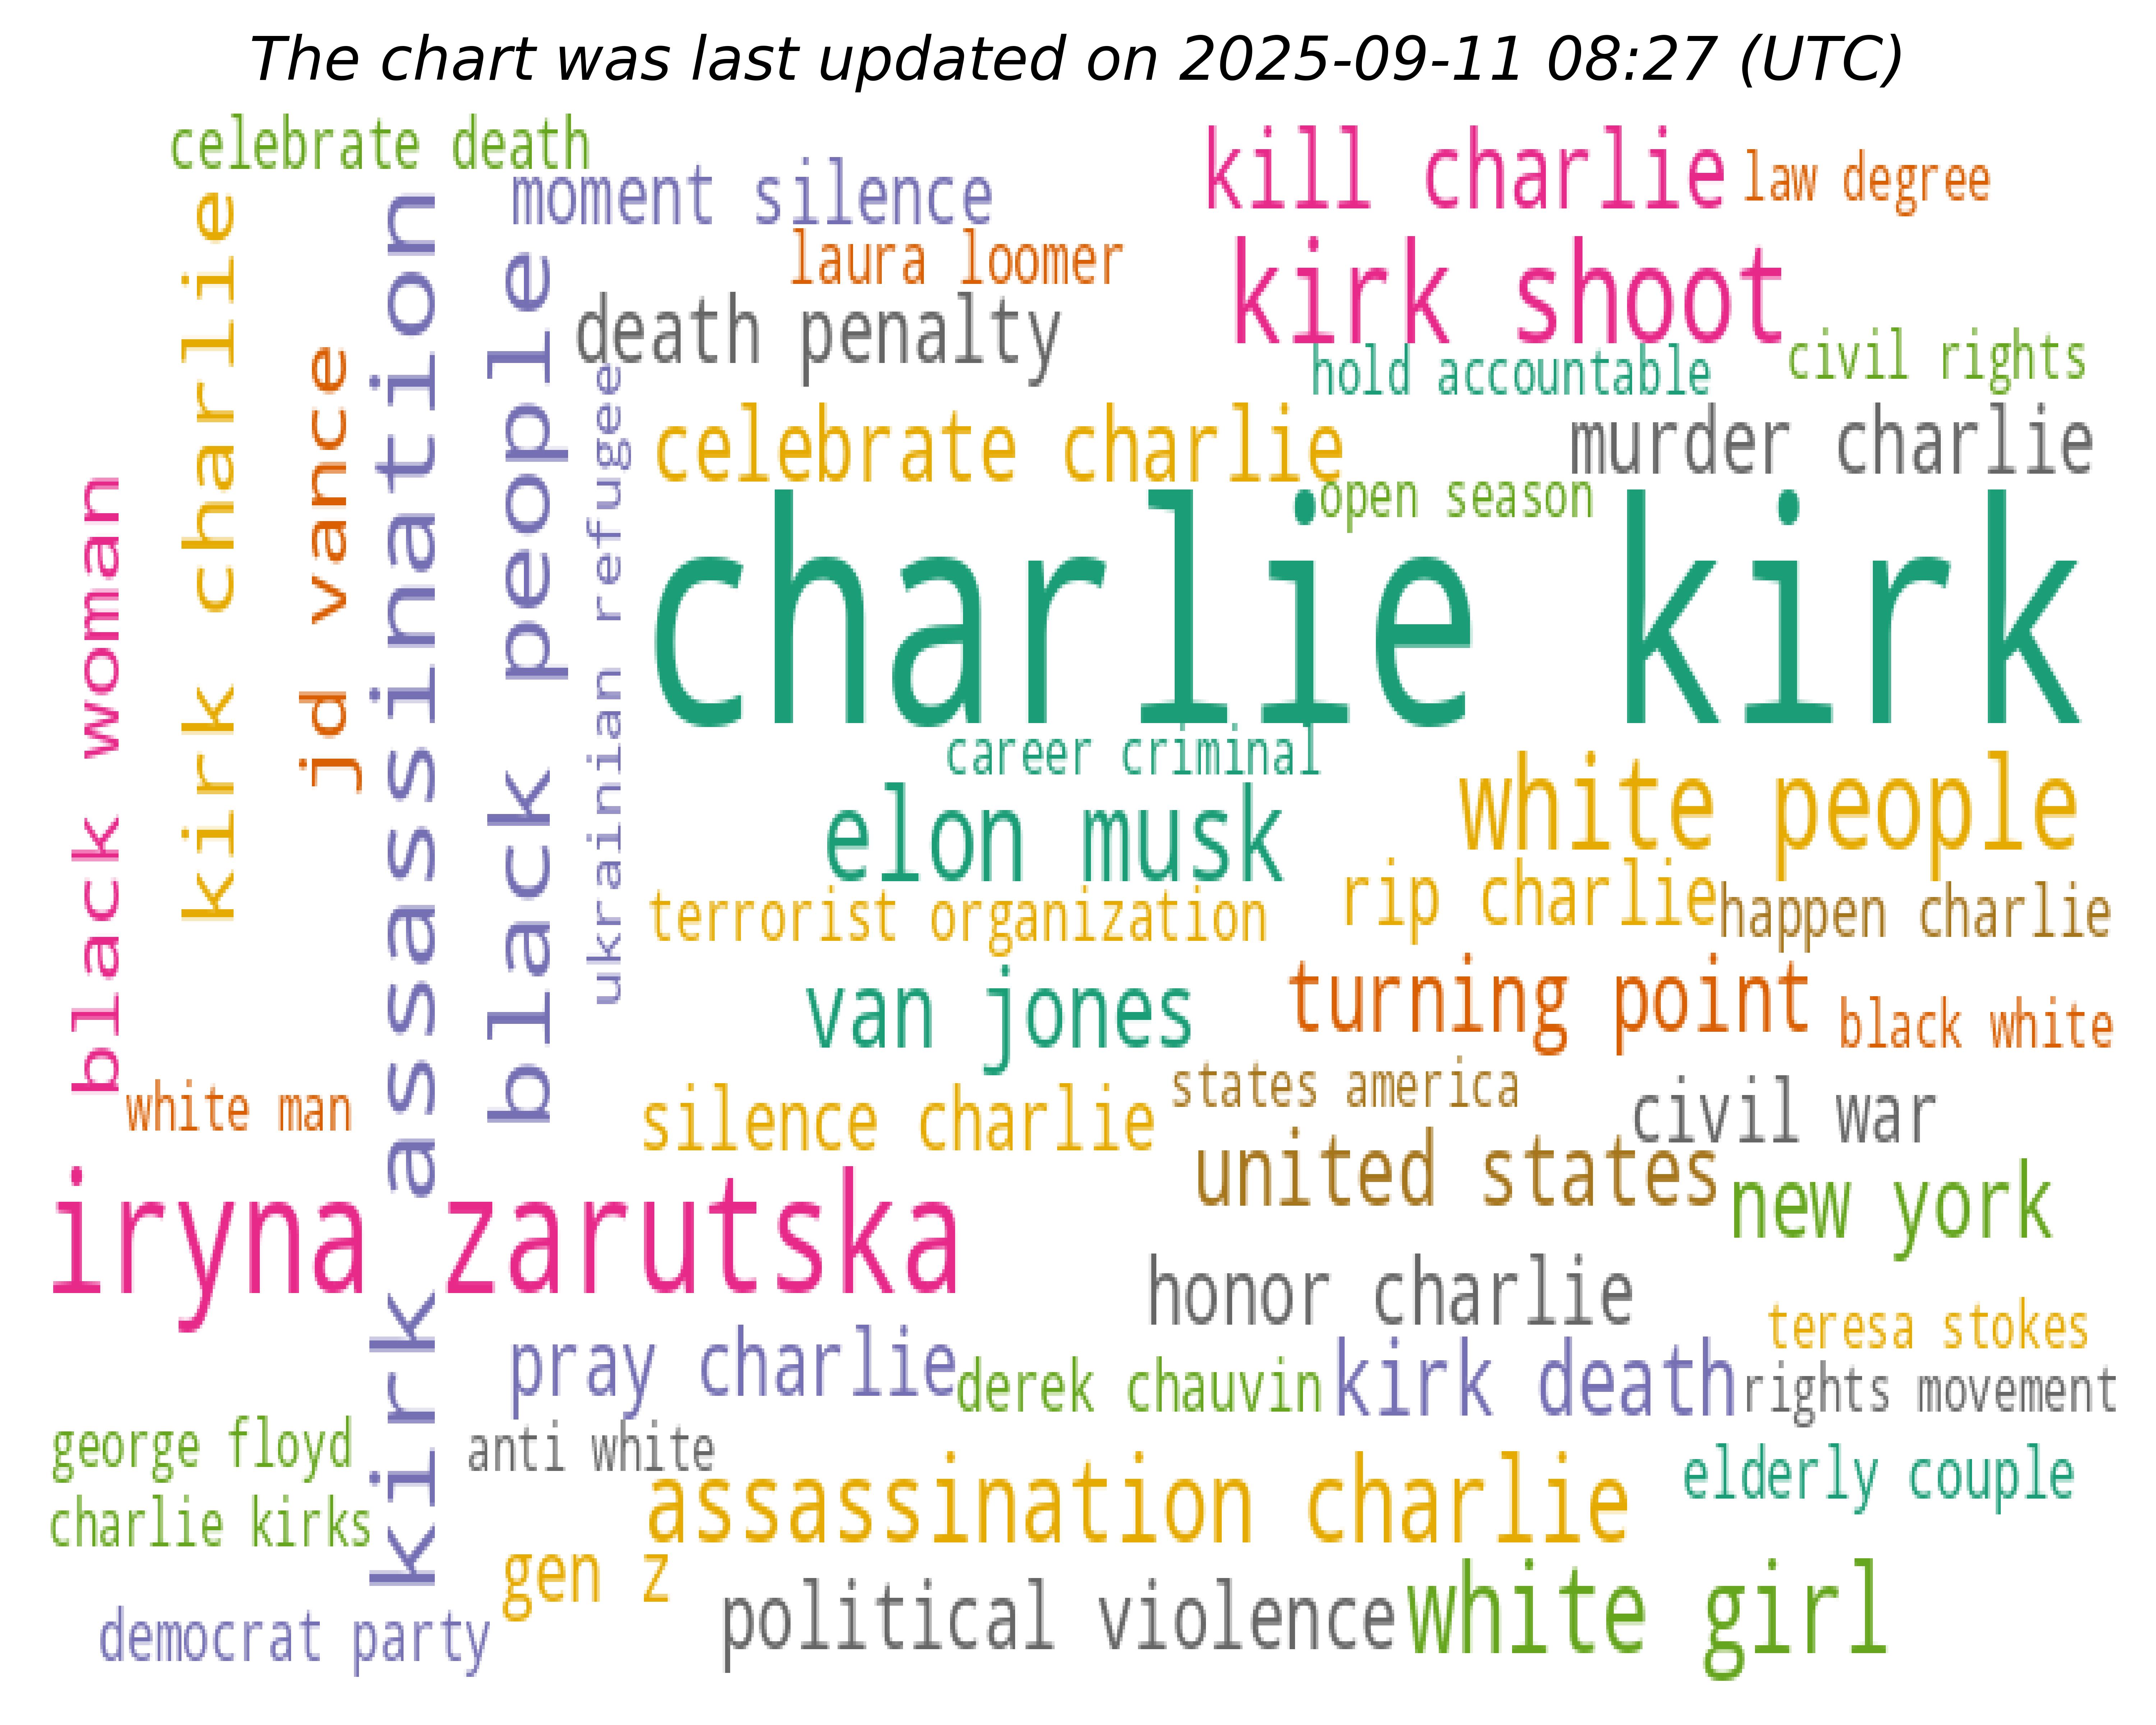 The chart was last updated on 2025-09-11 08:27 (UTC)
celebrate death
moment silence
kill charlie
law degree
laura loomer
kirk shoot
death penalty
hold accountable
civil rights
celebrate charlie
murder charlie
open season
charlie kirk
black woman
kirk charlie
jd vance
kirk assassination
black people
ukrainian refugee
career criminal
elon musk
white people
terrorist organization
rip charlie
happen charlie
van jones
turning point
black white
white man
silence charlie
states america
civil war
united states
new york
iryna zarutska
honor charlie
teresa stokes
pray charlie
derek chauvin
kirk death
rights movement
george floyd
anti white
assassination charlie
elderly couple
charlie kirks
gen z
political violence
white girl
democrat party